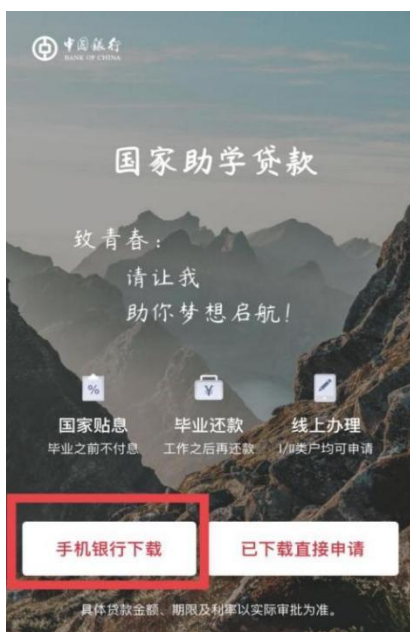 中国银行
BANK OF CHINA
国家助学贷款
致青春：
请让我
助你梦想启航！
%
¥
国家贴息 毕业还款 线上办理
毕业之前不付息 工作之后再还款 I/II类户均可申请
手机银行下载 已下载直接申请
具体贷款金额、期限及利率以实际审批为准。